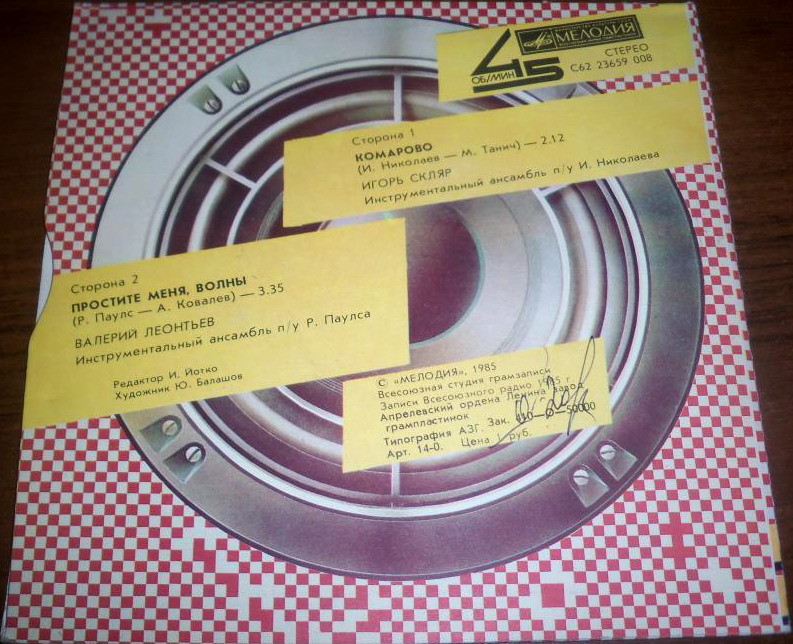 МЕЛОДИЯ
45
ОБ/МИН
СТЕРЕО
С62 23659 008
Сторона 1
КОМАРОВО
(И. Николаев — М. Танич) — 2.12
ИГОРЬ СКЛЯР
Инструментальный ансамбль п/у И. Николаева
Сторона 2
ПРОСТИТЕ МЕНЯ, ВОЛНЫ
(Р. Паулс — А. Ковалев) — 3.35
ВАЛЕРИЙ ЛЕОНТЬЕВ
Инструментальный ансамбль п/у Р. Паулса
Редактор И. Йотко
Художник Ю. Балашов
© «МЕЛОДИЯ», 1985
Всесоюзная студия грамзаписи
Записи Всесоюзного радио 1985
Апрелевский ордена Ленина завод
грампластинок
Типография АЗГ. Зак. 50000
Арт. 14-0. Цена 1 руб.